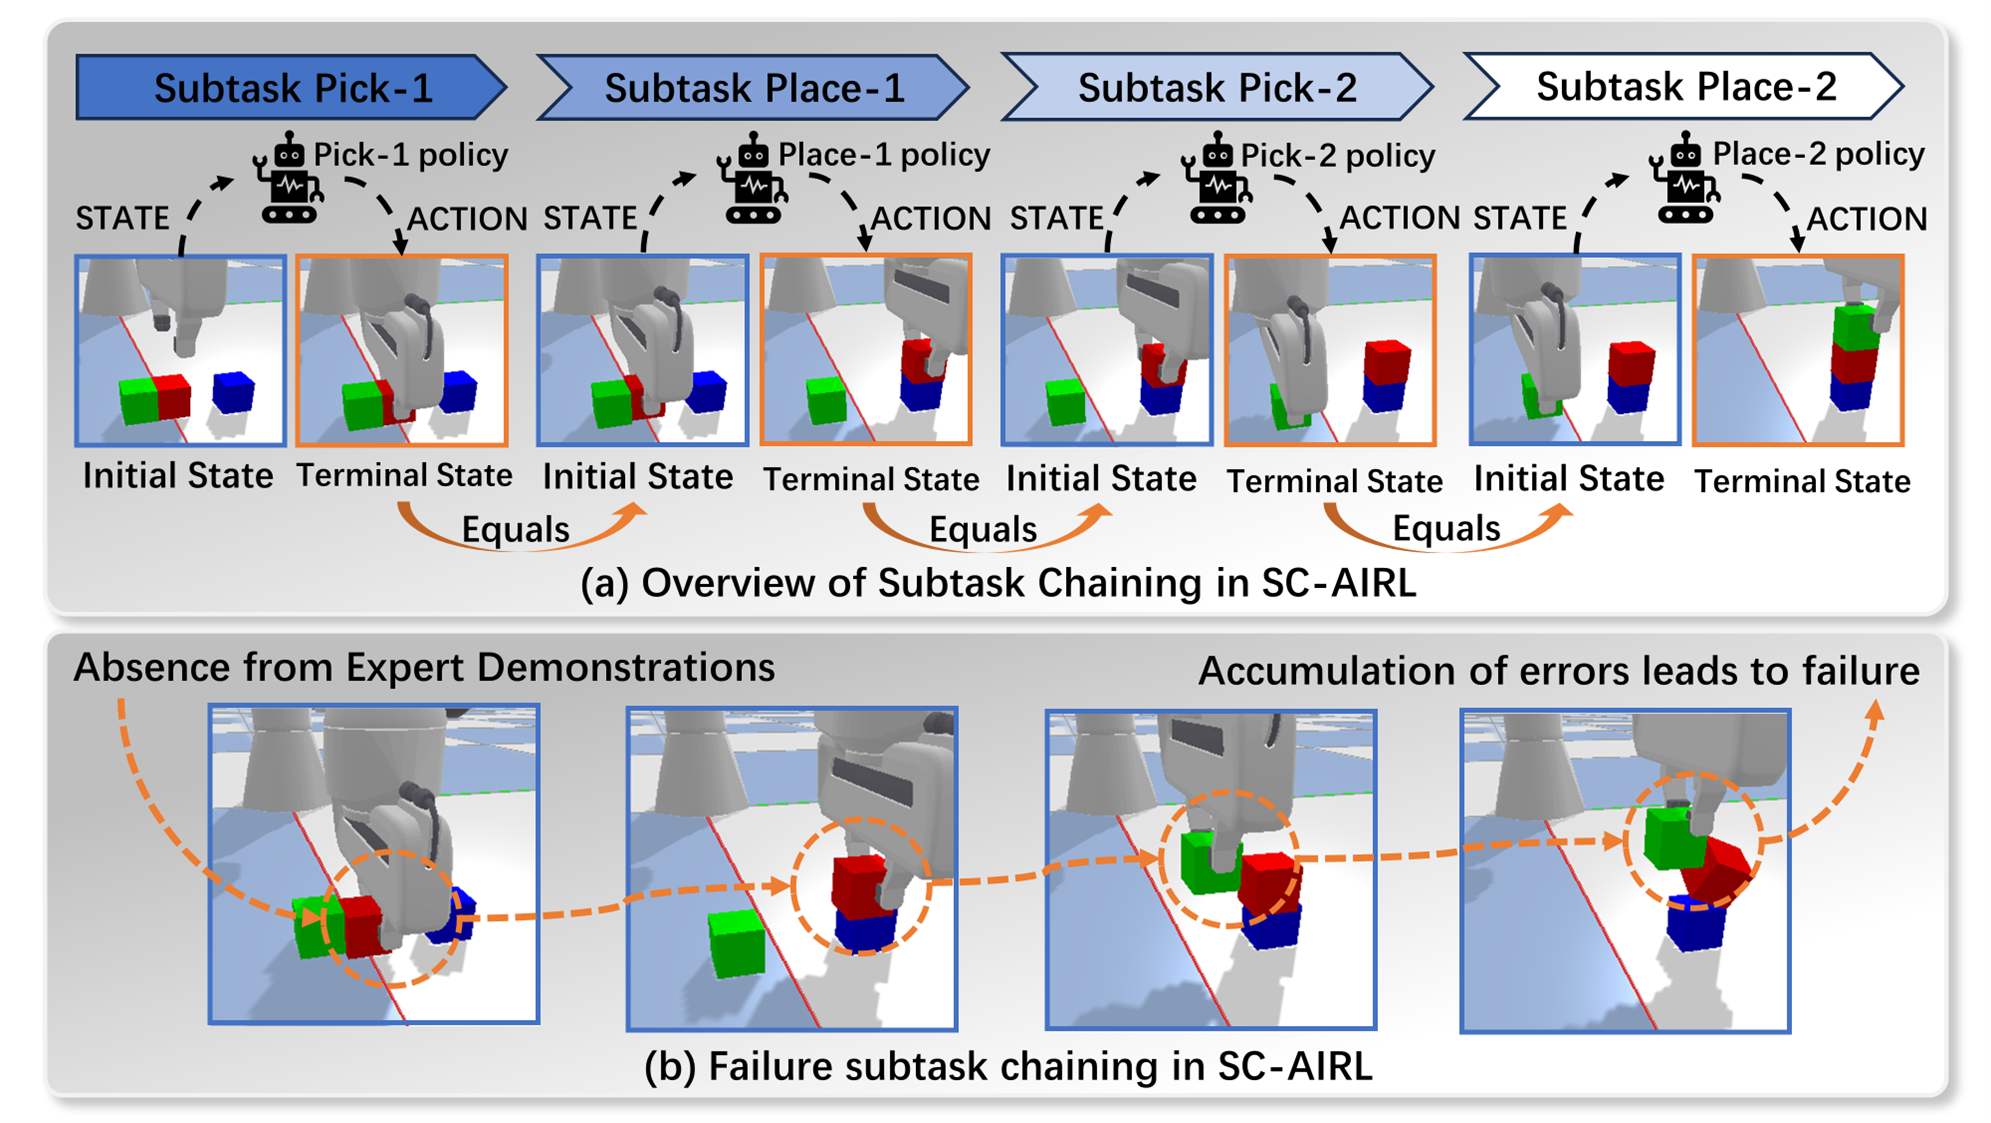 Subtask Pick-1
Subtask Place-1
Subtask Pick-2
Subtask Place-2
Pick-1 policy
Place-1 policy
Pick-2 policy
Place-2 policy
STATE
ACTION
STATE
ACTION
STATE
ACTION
STATE
ACTION
Initial State
Terminal State
Initial State
Terminal State
Initial State
Terminal State
Initial State
Terminal State
Equals
Equals
Equals
(a) Overview of Subtask Chaining in SC-AIRL
Absence from Expert Demonstrations
Accumulation of errors leads to failure
(b) Failure subtask chaining in SC-AIRL